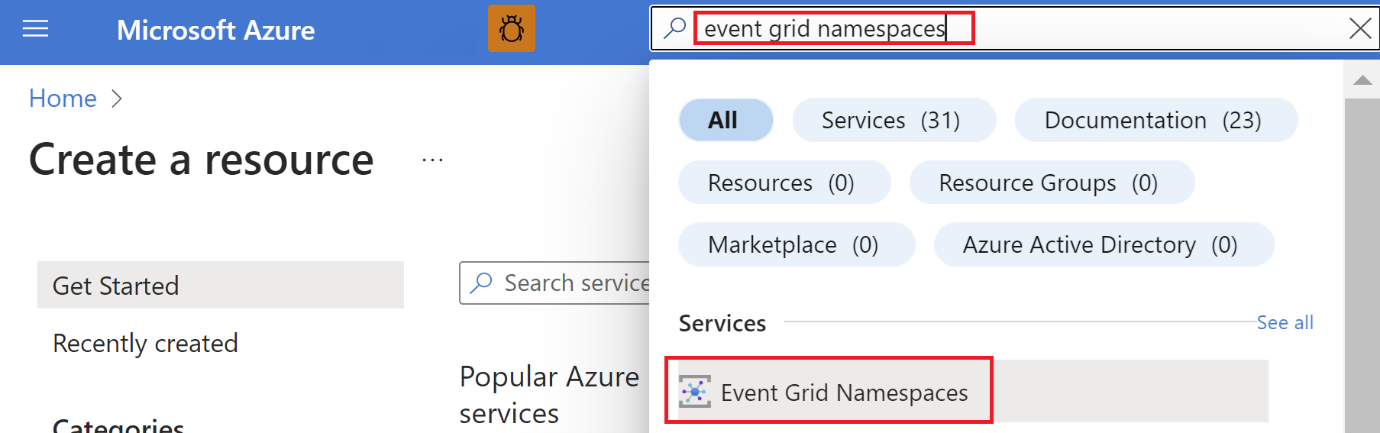 Microsoft Azure
event grid namespaces
Home
Create a resource
...
Get Started
Recently created
Categories
Search service
Popular Azure
services
All
Services (31)
Documentation (23)
Resources (0)
Resource Groups (0)
Marketplace (0)
Azure Active Directory (0)
Services
See all
Event Grid Namespaces